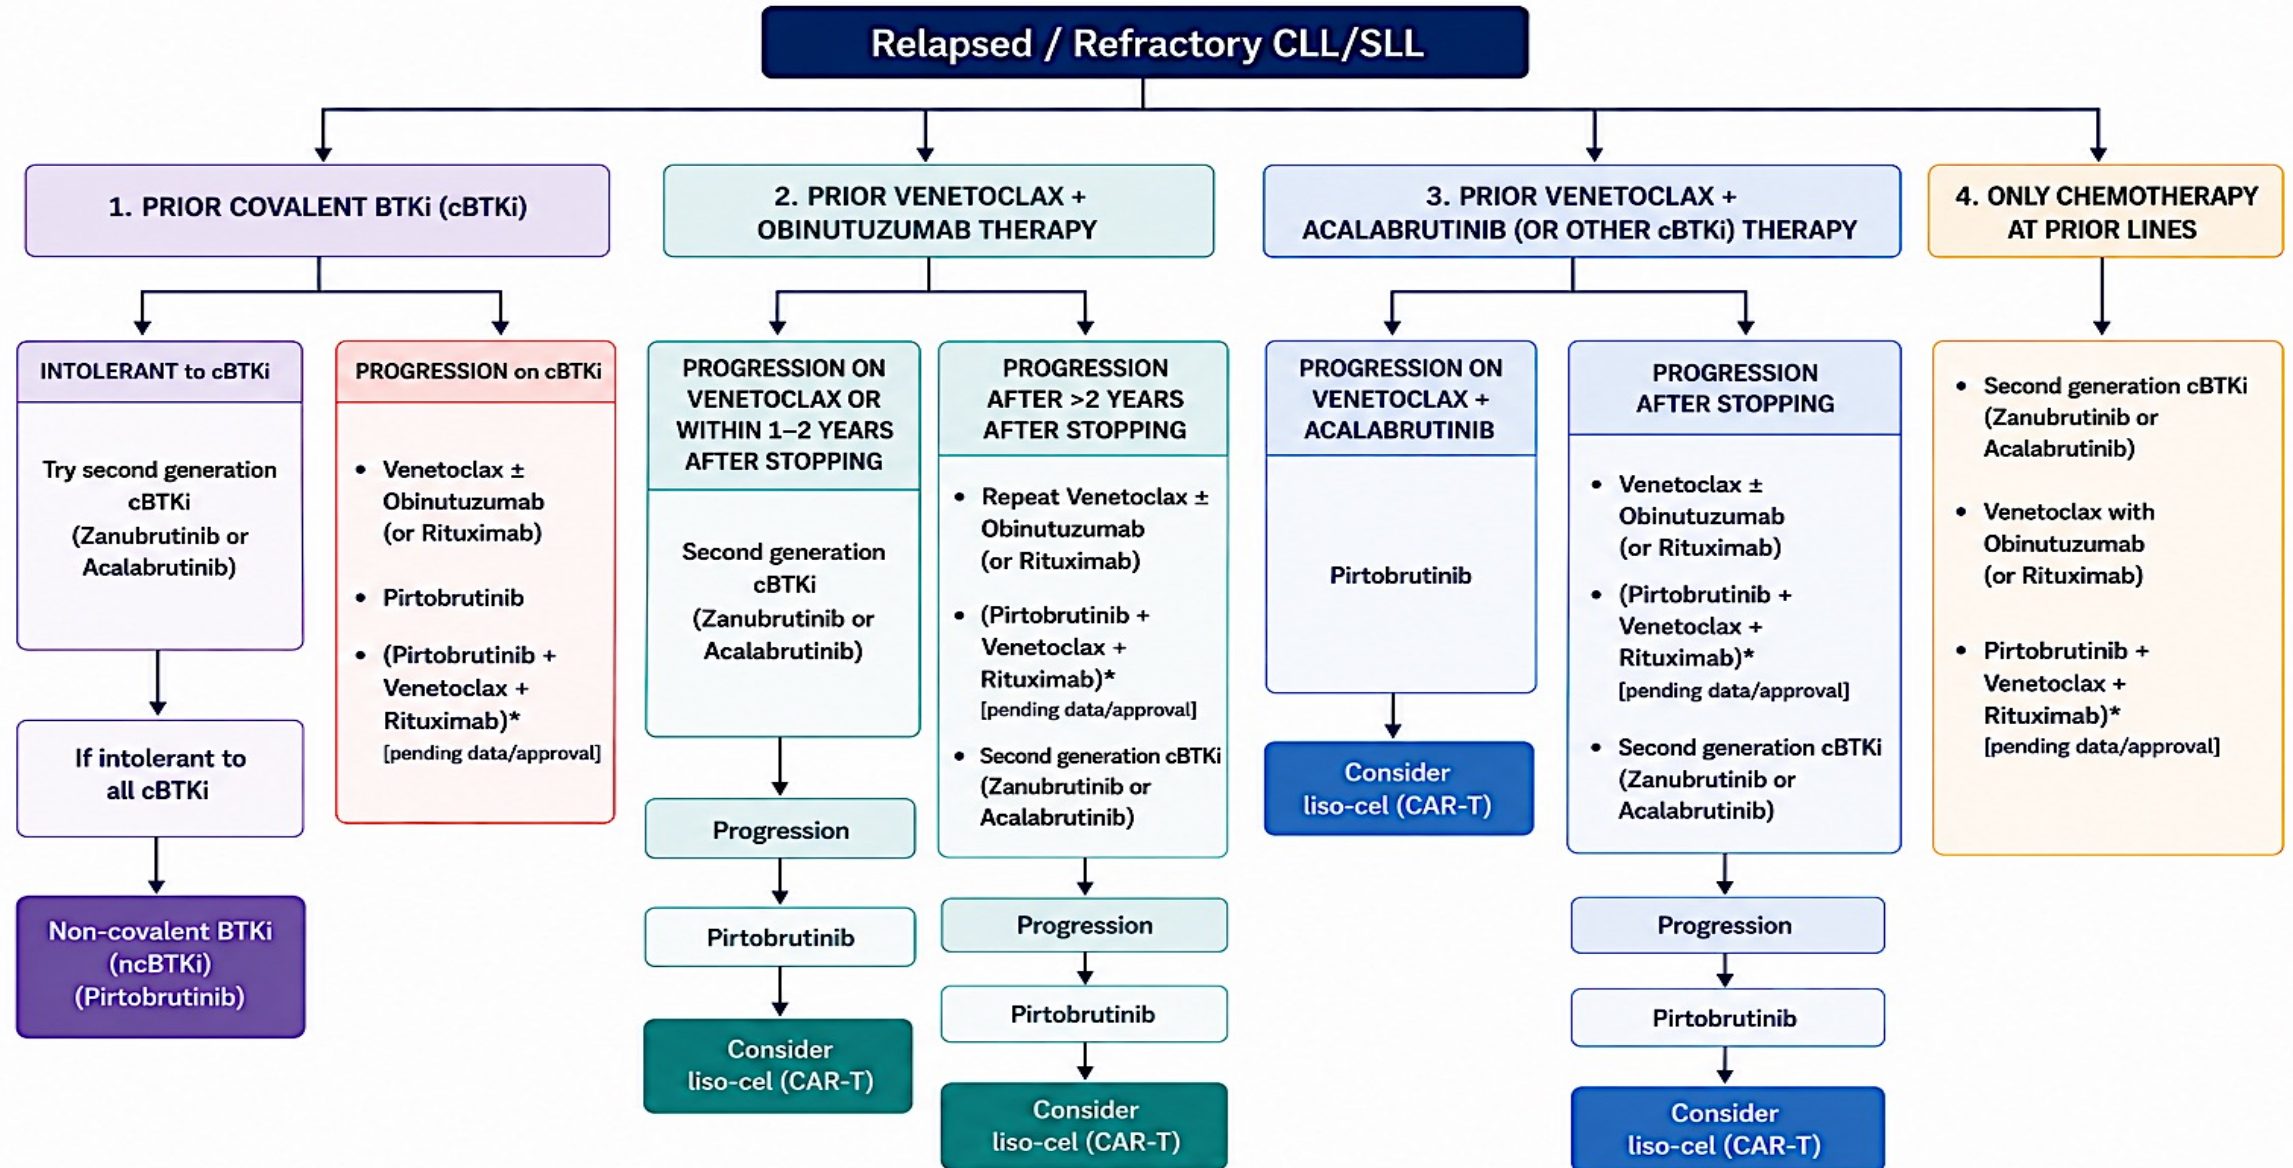 Relapsed / Refractory CLL/SLL
1. PRIOR COVALENT BTKi (cBTKi)
INTOLERANT to cBTKi
Try second generation
cBTKi
(Zanubrutinib or
Acalabrutinib)
If intolerant to
all cBTKi
Non-covalent BTKi
(ncBTKi)
(Pirtobrutinib)
PROGRESSION on cBTKi
• Venetoclax ±
Obinutuzumab
(or Rituximab)
• Pirtobrutinib
• (Pirtobrutinib +
Venetoclax +
Rituximab)*
[pending data/approval]
2. PRIOR VENETOCLAX +
OBINUTUZUMAB THERAPY
PROGRESSION ON
VENETOCLAX OR
WITHIN 1–2 YEARS
AFTER STOPPING
Second generation
cBTKi
(Zanubrutinib or
Acalabrutinib)
Progression
Pirtobrutinib
Consider
liso-cel (CAR-T)
PROGRESSION
AFTER >2 YEARS
AFTER STOPPING
• Repeat Venetoclax ±
Obinutuzumab
(or Rituximab)
• (Pirtobrutinib +
Venetoclax +
Rituximab)*
[pending data/approval]
• Second generation cBTKi
(Zanubrutinib or
Acalabrutinib)
Progression
Pirtobrutinib
Consider
liso-cel (CAR-T)
3. PRIOR VENETOCLAX +
ACALABRUTINIB (OR OTHER cBTKi) THERAPY
PROGRESSION ON
VENETOCLAX +
ACALABRUTINIB
Pirtobrutinib
Consider
liso-cel (CAR-T)
PROGRESSION
AFTER STOPPING
• Venetoclax ±
Obinutuzumab
(or Rituximab)
• (Pirtobrutinib +
Venetoclax +
Rituximab)*
[pending data/approval]
• Second generation cBTKi
(Zanubrutinib or
Acalabrutinib)
Progression
Pirtobrutinib
Consider
liso-cel (CAR-T)
4. ONLY CHEMOTHERAPY
AT PRIOR LINES
• Second generation cBTKi
(Zanubrutinib or
Acalabrutinib)
• Venetoclax with
Obinutuzumab
(or Rituximab)
• Pirtobrutinib +
Venetoclax +
Rituximab)*
[pending data/approval]